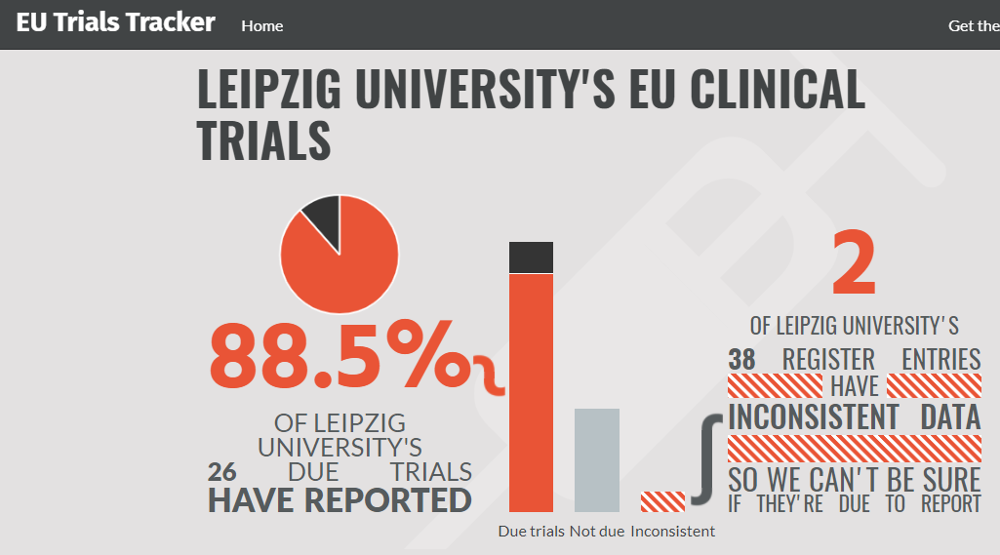 EU Trials Tracker Home Get the
LEIPZIG UNIVERSITY'S EU CLINICAL
TRIALS
88.5%
OF LEIPZIG
UNIVERSITY'S
26 DUE TRIALS
HAVE REPORTED
2
OF LEIPZIG UNIVERSITY'S
38 REGISTER ENTRIES
HAVE
INCONSISTENT DATA
SO WE CAN'T BE SURE
IF THEY'RE DUE TO REPORT
Due trials Not due Inconsistent